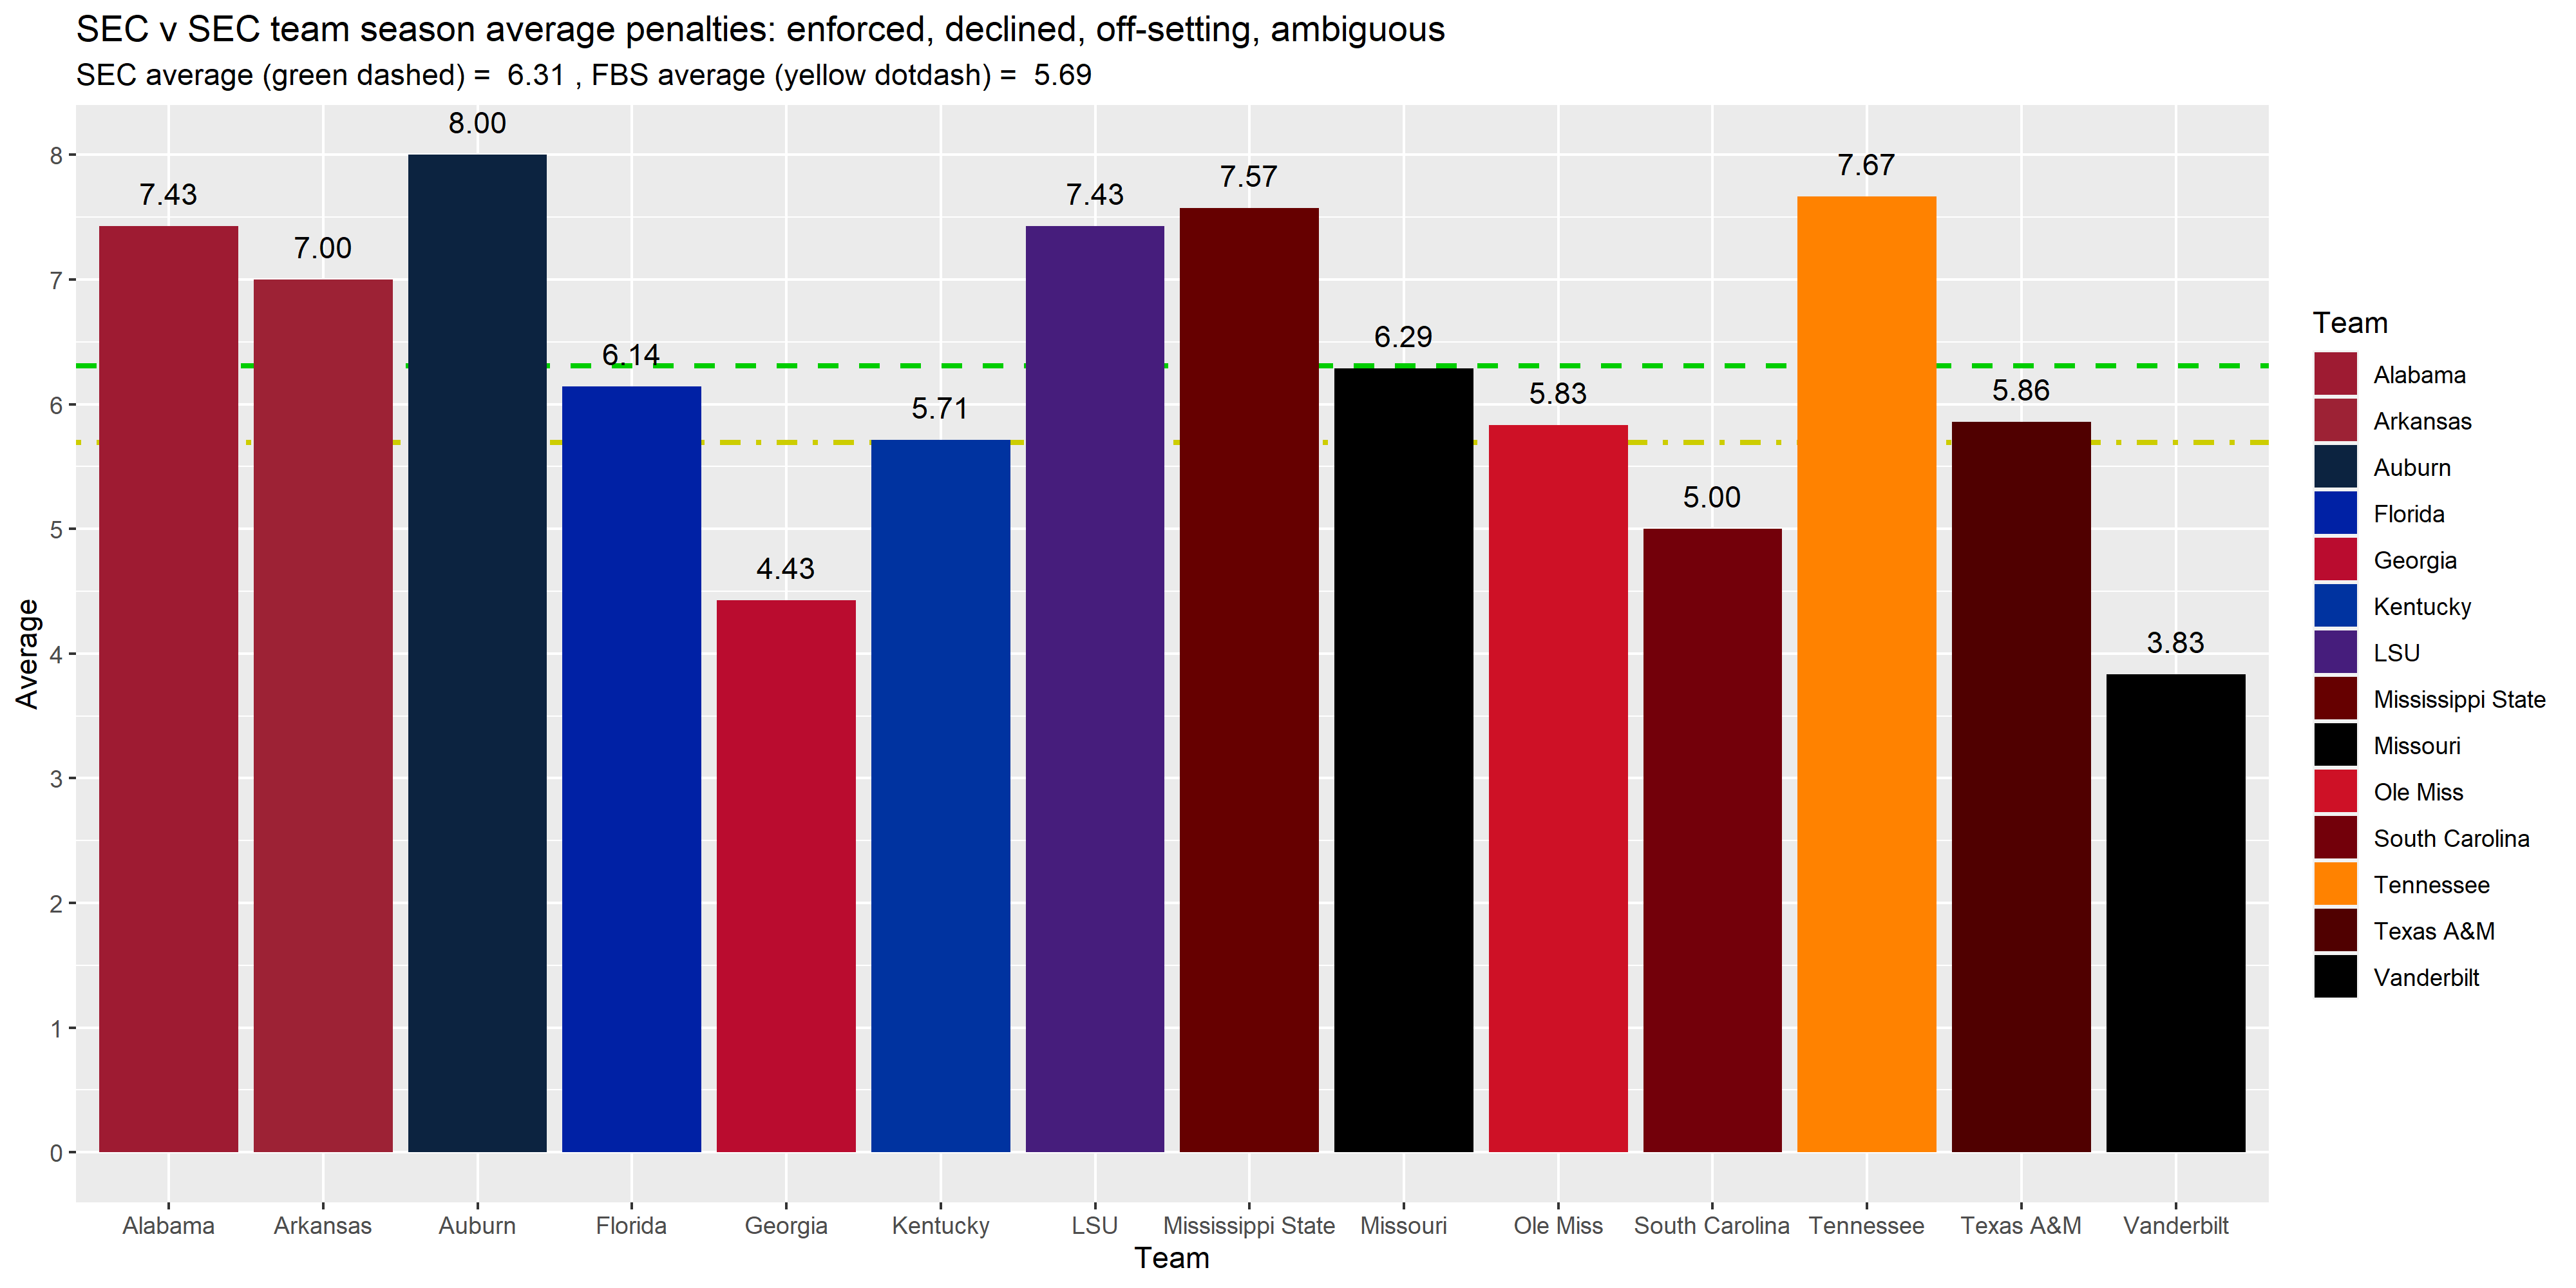 SEC v SEC team season average penalties: enforced, declined, off-setting, ambiguous
SEC average (green dashed) =  6.31 , FBS average (yellow dotdash) =  5.69
8.00
7.43
7.00
6.14
4.43
5.71
7.43
7.57
6.29
5.83
5.00
7.67
5.86
3.83
Average
8
7
6
5
4
3
2
1
0
Alabama Arkansas Auburn Florida Georgia Kentucky LSU Mississippi State Missouri Ole Miss South Carolina Tennessee Texas A&M Vanderbilt
Team
Team
Alabama
Arkansas
Auburn
Florida
Georgia
Kentucky
LSU
Mississippi State
Missouri
Ole Miss
South Carolina
Tennessee
Texas A&M
Vanderbilt